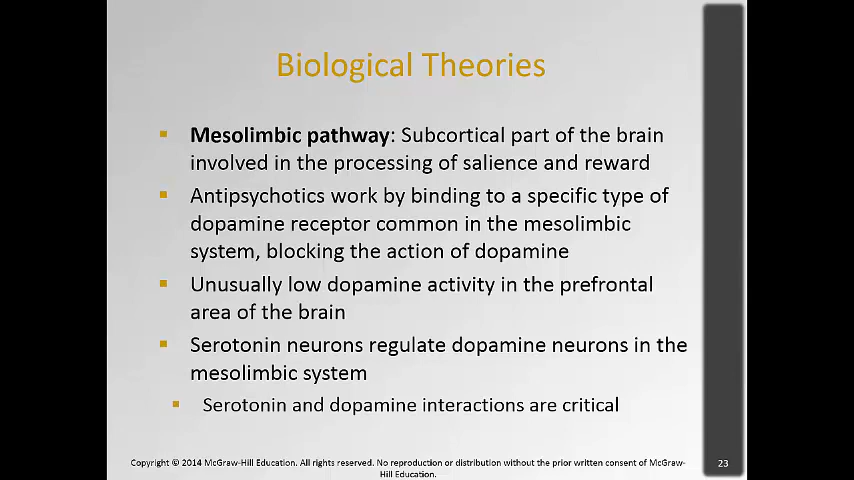 Biological Theories
▪ Mesolimbic pathway: Subcortical part of the brain
involved in the processing of salience and reward
▪ Antipsychotics work by binding to a specific type of
dopamine receptor common in the mesolimbic
system, blocking the action of dopamine
▪ Unusually low dopamine activity in the prefrontal
area of the brain
▪ Serotonin neurons regulate dopamine neurons in the
mesolimbic system
▪ Serotonin and dopamine interactions are critical
Copyright © 2014 McGraw-Hill Education. All rights reserved. No reproduction or distribution without the prior written consent of McGraw-
Hill Education.
23